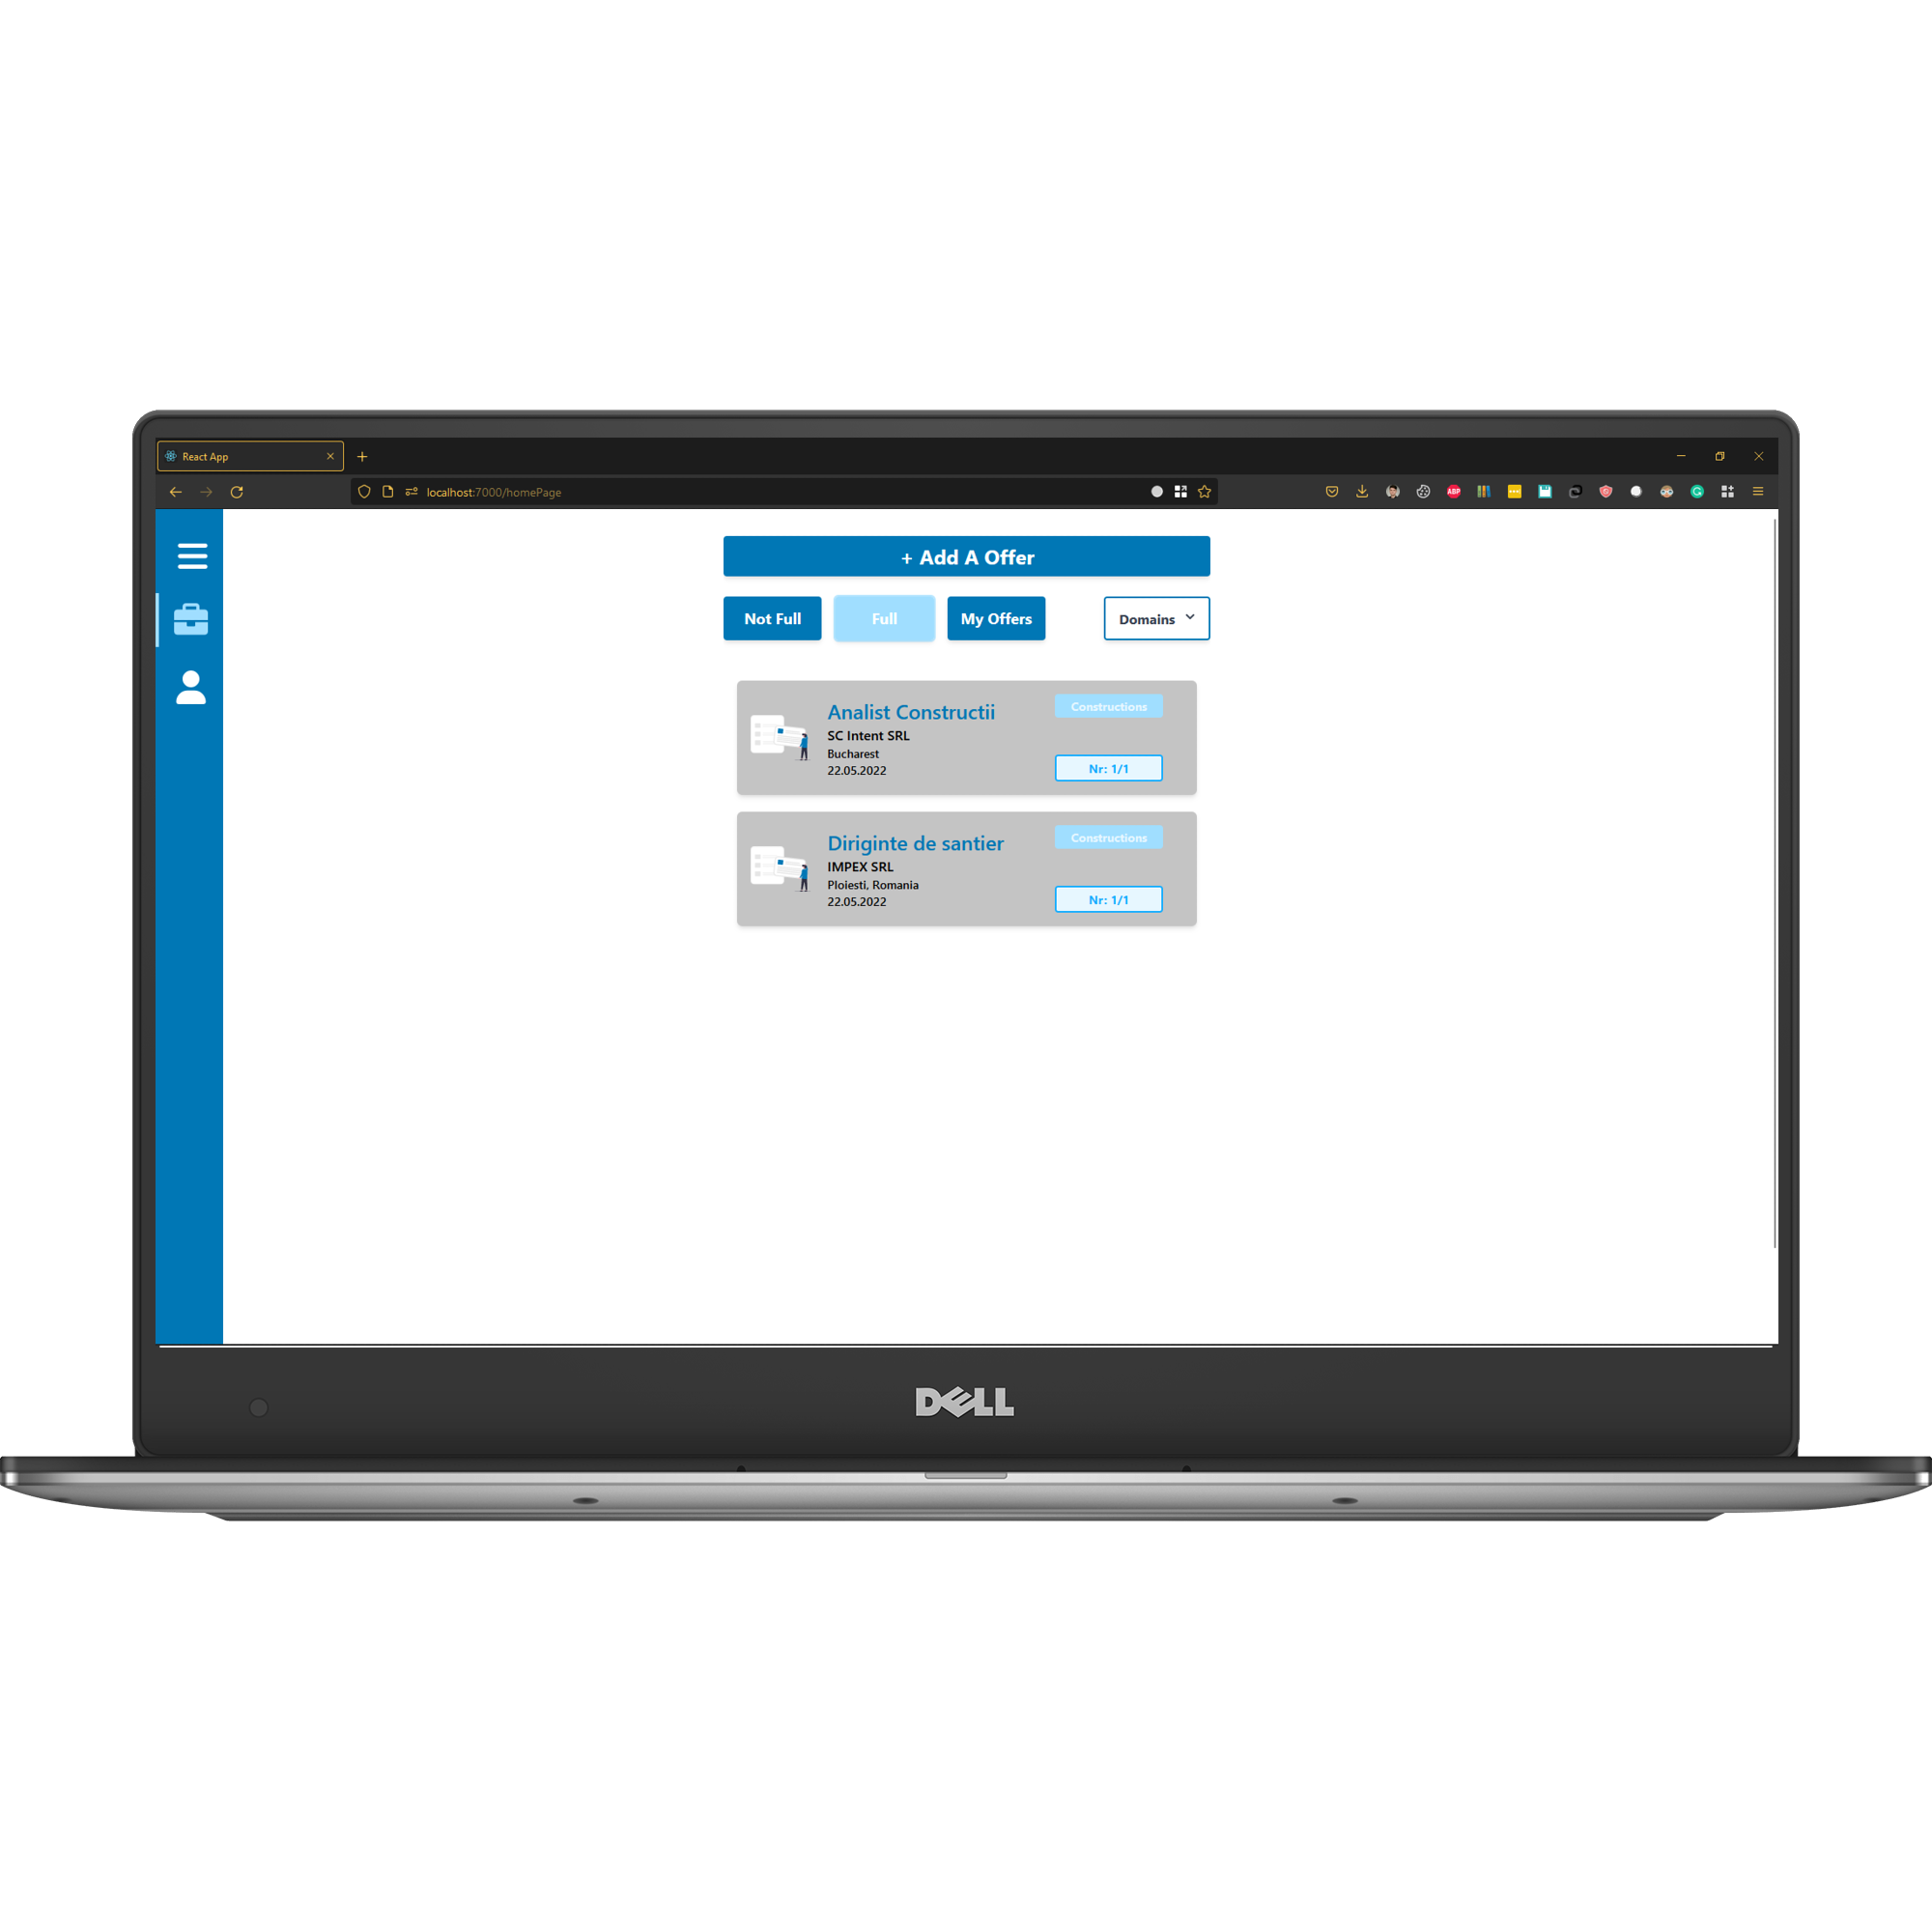 React App
localhost:7000/homePage
ABP
+ Add A Offer
Not Full
Full
My Offers
Domains
Analist Constructii
SC Intent SRL
Bucharest
22.05.2022
Constructions
Nr: 1/1
Diriginte de santier
IMPEX SRL
Ploiesti, Romania
22.05.2022
Constructions
Nr: 1/1
DELL